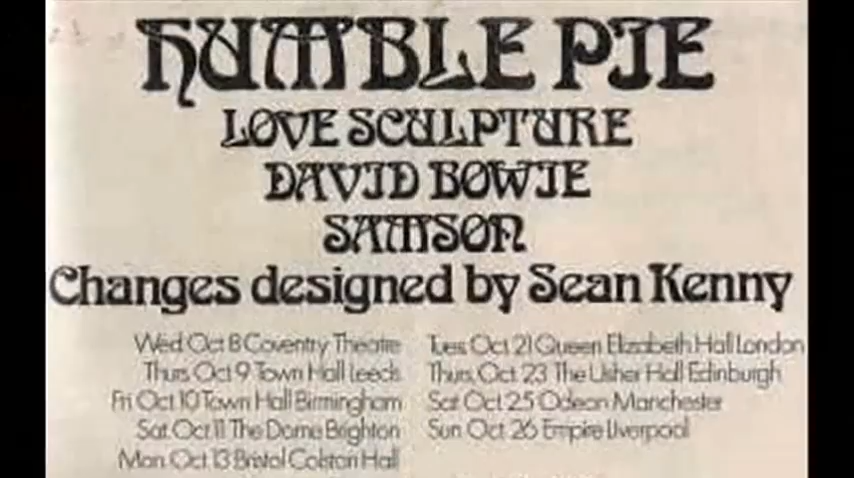 HUMBLE PIE
LOVE SCULPTURE
DAVID BOWIE
SAMSON
Changes designed by Sean Kenny
Wed Oct 8 Coventry Theatre
Thurs Oct 9 Town Hall Leeds
Fri Oct 10 Town Hall Birmingham
Sat Oct 11 The Dome Brighton
Mon Oct 13 Bristol Colston Hall
Tues Oct 21 Queen Elizabeth Hall London
Thurs Oct 23 The Usher Hall Edinburgh
Sat Oct 25 Odeon Manchester
Sun Oct 26 Empire Liverpool